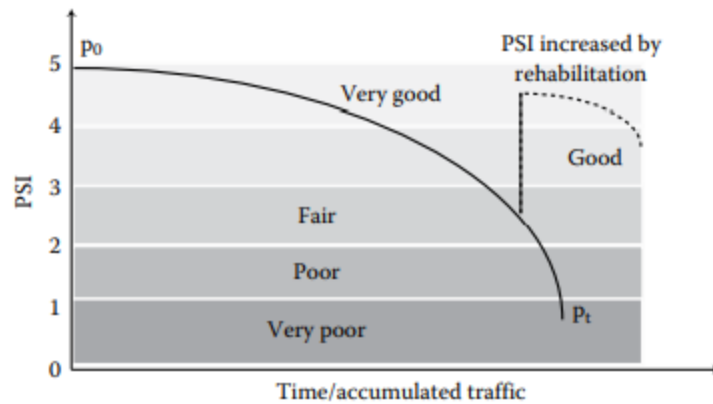 p0
PSI increased by
rehabilitation
5
Very good
4
Good
3
PSI
Fair
2
Poor
1
pt
Very poor
0
Time/accumulated traffic